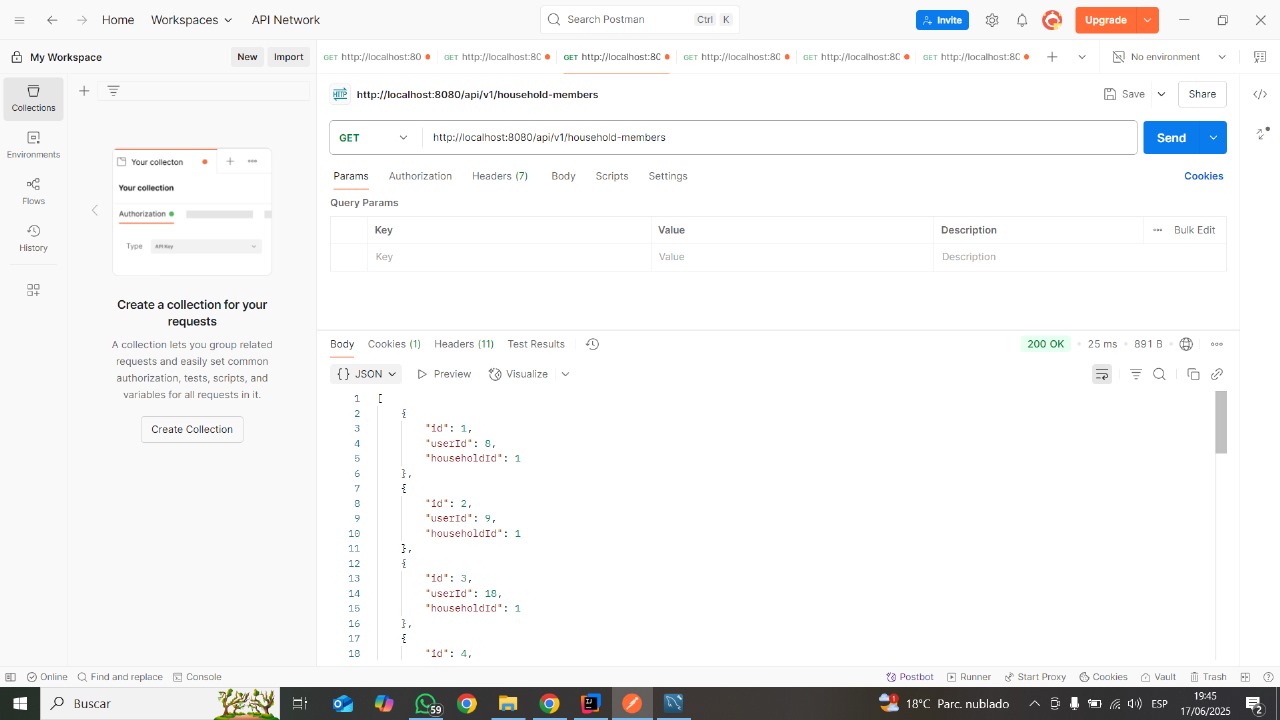 Home Workspaces API Network Search Postman Ctrl K Invite Upgrade
My Workspace New Import GET http://localhost:80 GET http://localhost:8C GET http://localhost:8C GET http://localhost:8C GET http://localhost:8C GET http://localhost:8C No environment
Collections
Environments
Flows
History
Your collecton
Your collection
Authorization
Type API Key
Create a collection for your
requests
A collection lets you group related
requests and easily set common
authorization, tests, scripts, and
variables for all requests in it.
Create Collection
HTTP http://localhost:8080/api/v1/household-members Save Share
GET http://localhost:8080/api/v1/household-members Send
Params Authorization Headers (7) Body Scripts Settings Cookies
Query Params
Key Value Description Bulk Edit
Key Value Description
Body Cookies (1) Headers (11) Test Results 200 OK 25 ms 891 B
{} JSON Preview Visualize
1 [
2 {
3 "id": 1,
4 "userId": 8,
5 "householdId": 1
6 },
7 {
8 "id": 2,
9 "userId": 9,
10 "householdId": 1
11 },
12 {
13 "id": 3,
14 "userId": 18,
15 "householdId": 1
16 },
17 {
18 "id": 4,
Online Find and replace Console Postbot Runner Start Proxy Cookies Vault Trash
Buscar 59 1 18°C Parc. nublado ESP 19:45
17/06/2025 2